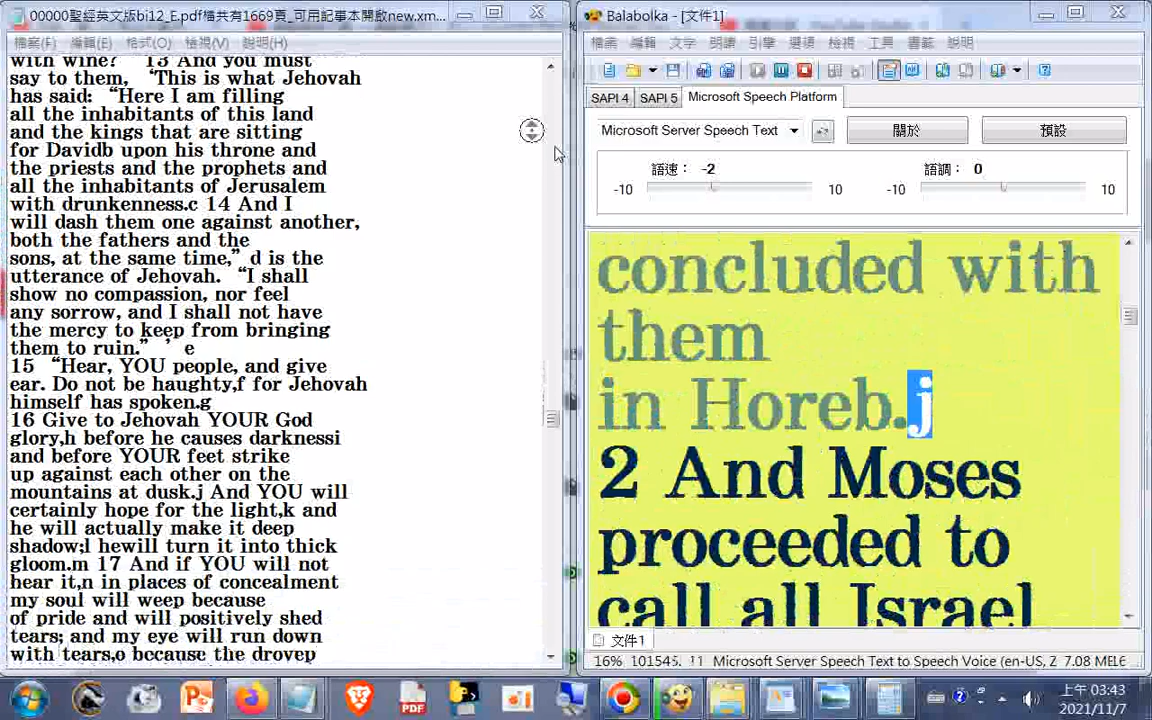 00000聖經英文版bi12_E.pdf檔共有1669頁_可用記事本開啟new.xm...
檔案(F) 編輯(E) 格式(O) 檢視(V) 說明(H)
with wine?" 13 And you must
say to them, ‘This is what Jehovah
has said: “Here I am filling
all the inhabitants of this land
and the kings that are sitting
for Davidb upon his throne and
the priests and the prophets and
all the inhabitants of Jerusalem
with drunkenness.c 14 And I
will dash them one against another,
both the fathers and the
sons, at the same time,” d is the
utterance of Jehovah. “I shall
show no compassion, nor feel
any sorrow, and I shall not have
the mercy to keep from bringing
them to ruin.” ’ e
15 “Hear, YOU people, and give
ear. Do not be haughty,f for Jehovah
himself has spoken.g
16 Give to Jehovah YOUR God
glory,h before he causes darknessi
and before YOUR feet strike
up against each other on the
mountains at dusk.j And YOU will
certainly hope for the light,k and
he will actually make it deep
shadow;l hewill turn it into thick
gloom.m 17 And if YOU will not
hear it,n in places of concealment
my soul will weep because
of pride and will positively shed
tears; and my eye will run down
with tears,o because the drovep
Balabolka - [文件1]
檔案 編輯 文字 朗讀 引擎 選項 檢視 工具 書籤 說明
SAPI 4 SAPI 5 Microsoft Speech Platform
Microsoft Server Speech Text 關於 預設
語速： -2 語調： 0
-10 10 -10 10
concluded with
them
in Horeb.j
2 And Moses
proceeded to
call all Israel
文件1
16% 101545. 11 Microsoft Server Speech Text to Speech Voice (en-US, Z 7.08 MEL6
PDF
上午 03:43
2021/11/7